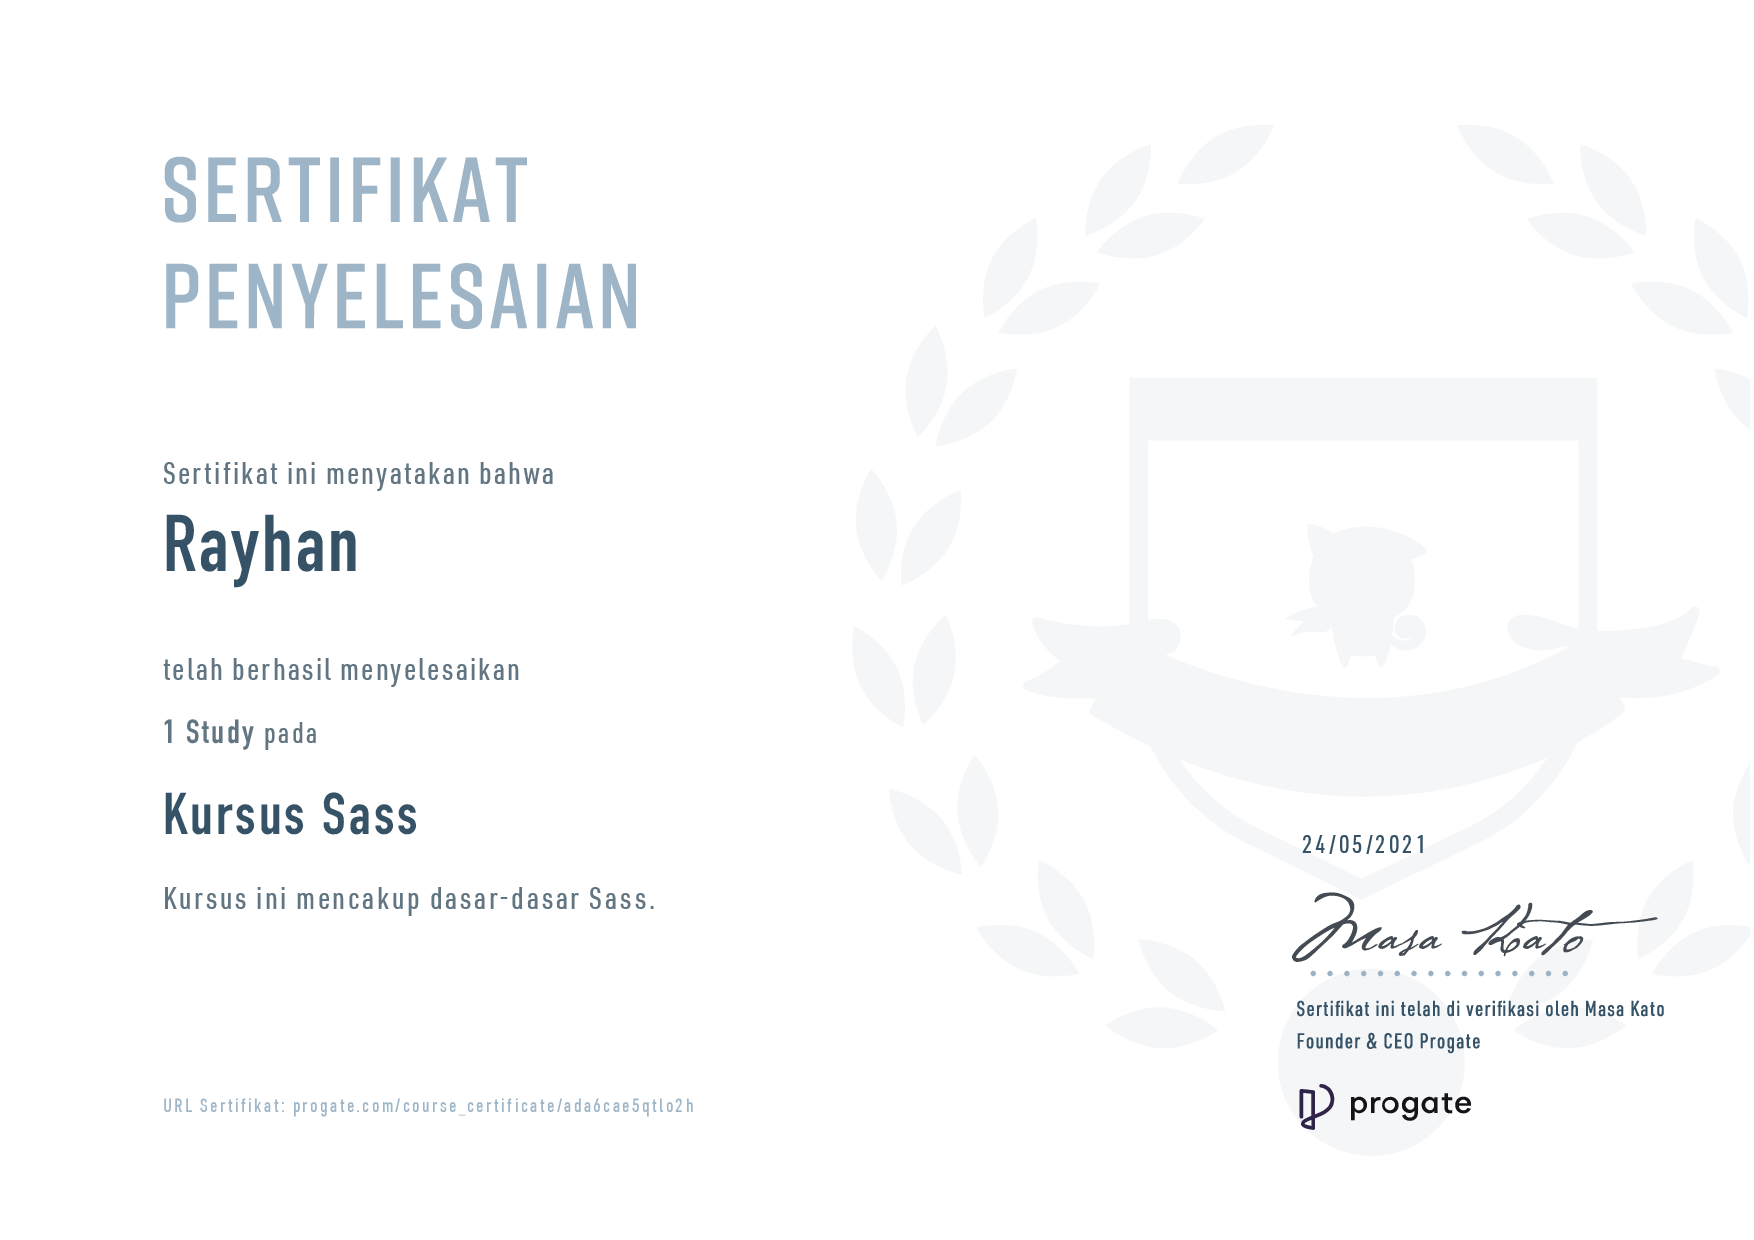 SERTIFIKAT
PENYELESAIAN
Sertifikat ini menyatakan bahwa
Rayhan
telah berhasil menyelesaikan
1 Study pada
Kursus Sass
Kursus ini mencakup dasar-dasar Sass.
24/05/2021
Masa Kato
Sertifikat ini telah di verifikasi oleh Masa Kato
Founder & CEO Progate
URL Sertifikat: progate.com/course_certificate/ada6cae5qtlo2h
progate